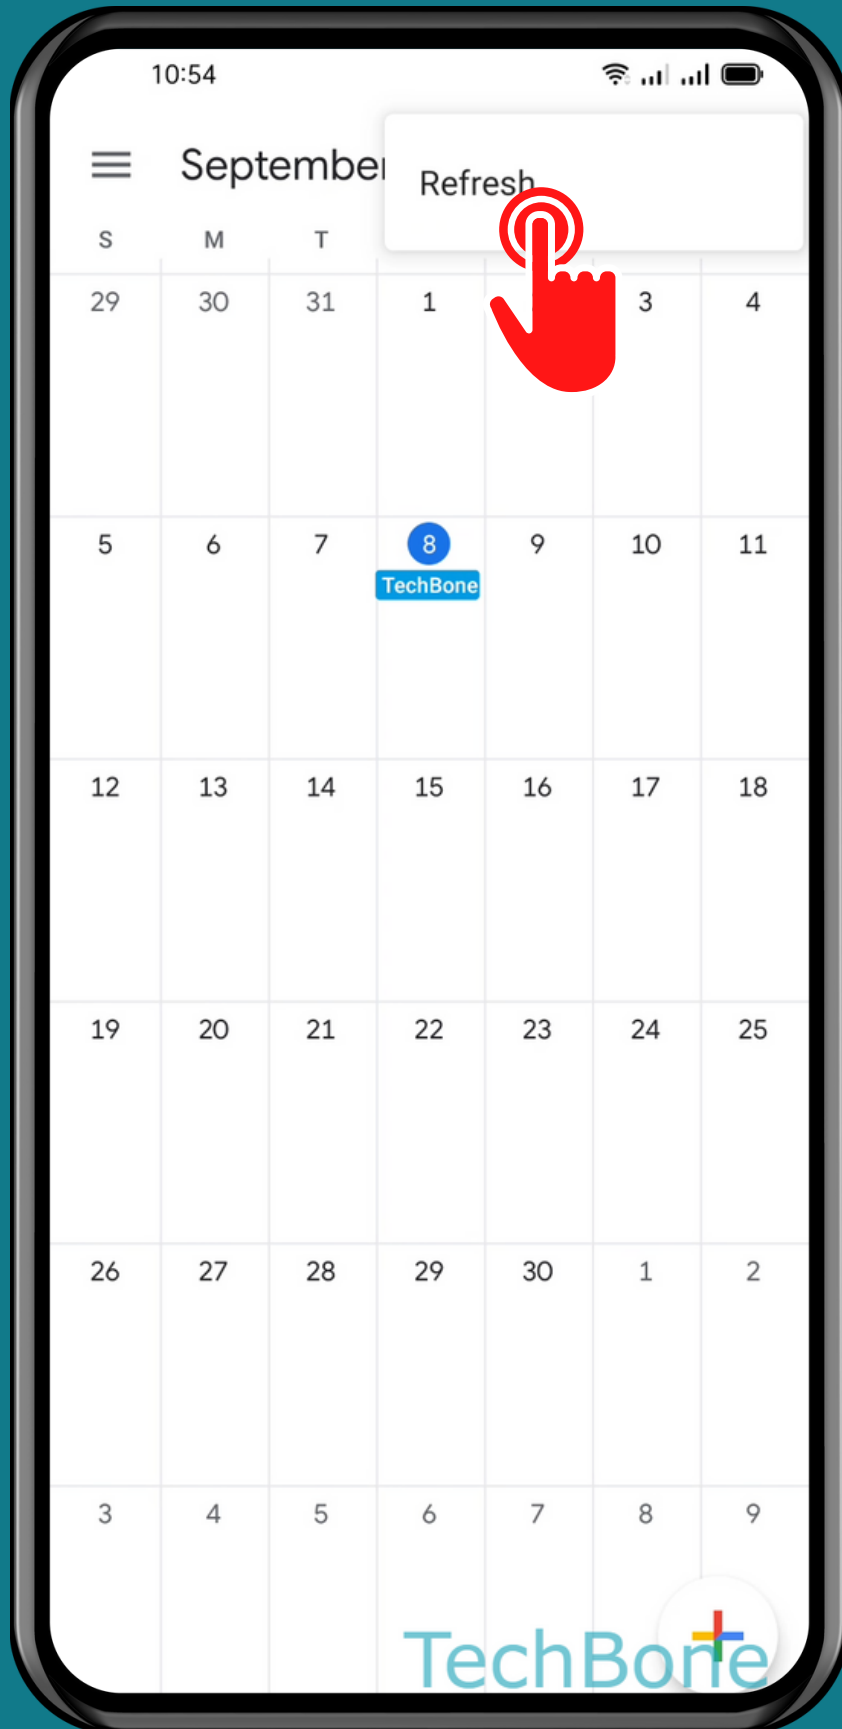 10:54
September
Refresh
S M T
29 30 31 1 3 4
5 6 7 8 9 10 11
TechBone
12 13 14 15 16 17 18
19 20 21 22 23 24 25
26 27 28 29 30 1 2
3 4 5 6 7 8 9
TechBone